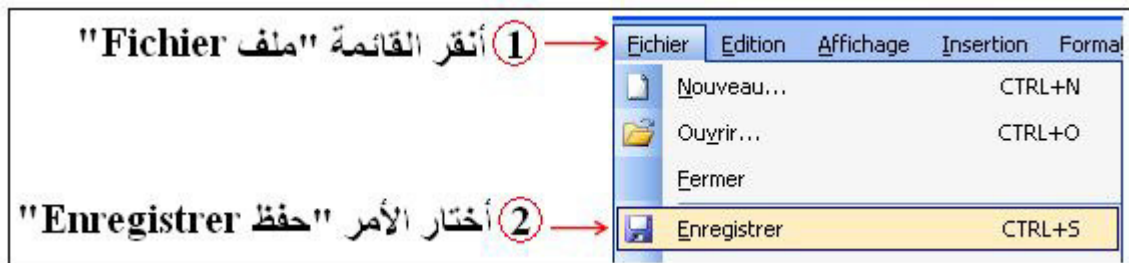 ① أنقر القائمة "ملف Fichier"
Fichier Edition Affichage Insertion Format
Nouveau... CTRL+N
Ouvrir... CTRL+O
Fermer
② أختار الأمر "حفظ Enregistrer"
Enregistrer CTRL+S